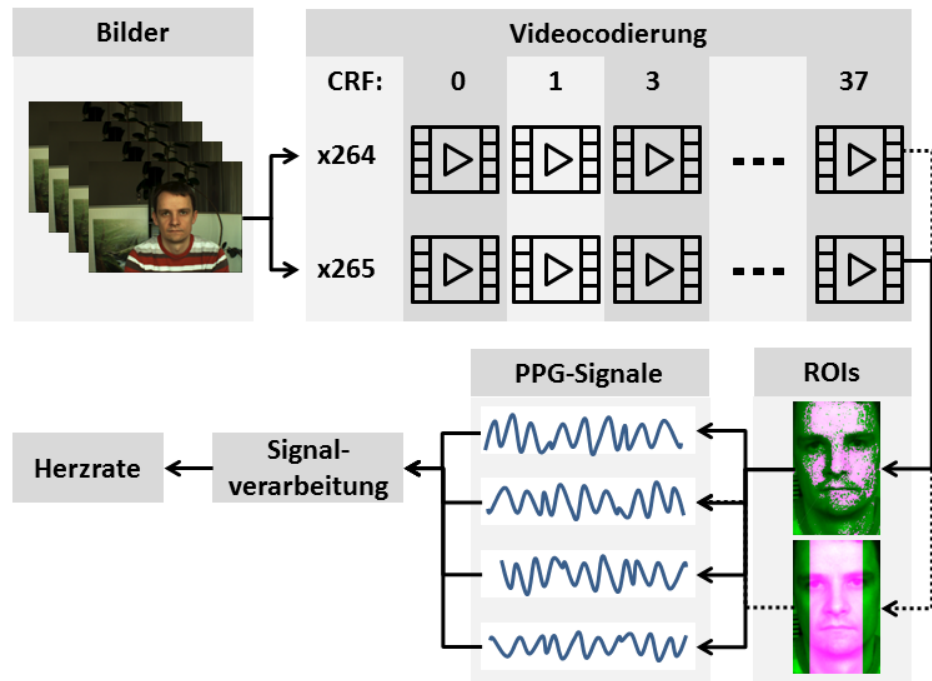 Bilder
Videocodierung
CRF: 0 1 3 37
x264
x265
PPG-Signale
ROIs
Herzrate
Signal-
verarbeitung